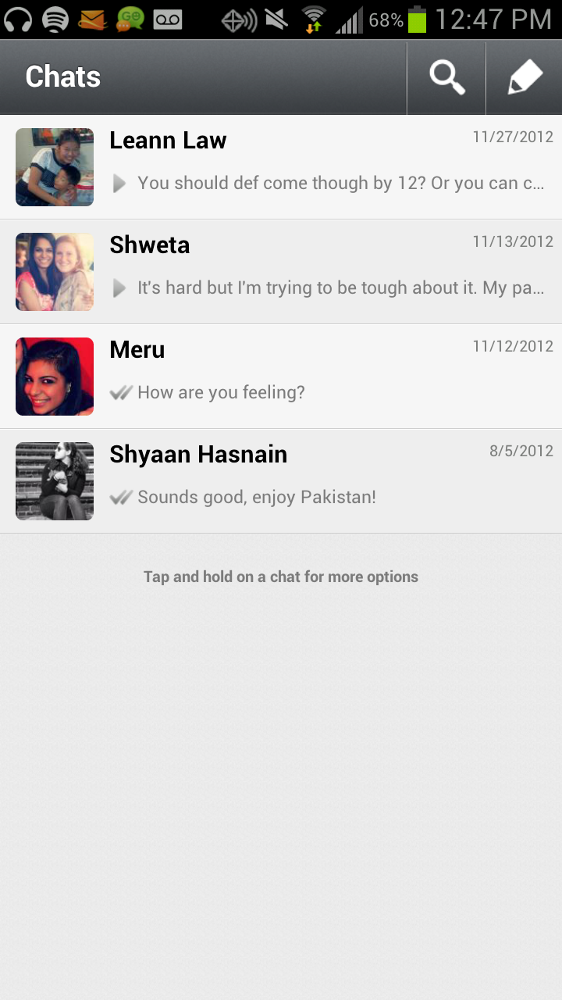 GO
68%
12:47 PM
Chats
Leann Law
11/27/2012
You should def come though by 12? Or you can c...
Shweta
11/13/2012
It's hard but I'm trying to be tough about it. My pa...
Meru
11/12/2012
How are you feeling?
Shyaan Hasnain
8/5/2012
Sounds good, enjoy Pakistan!
Tap and hold on a chat for more options